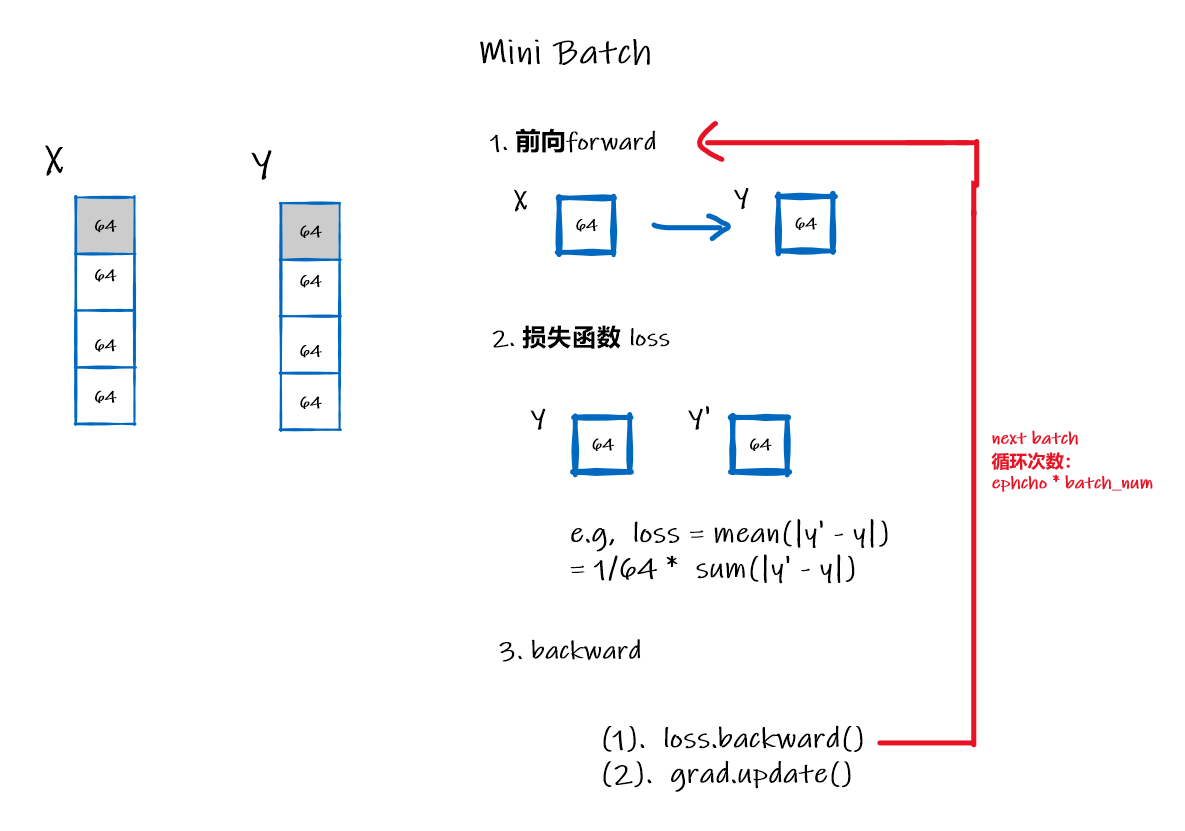 Mini Batch
X
64
64
64
64
Y
64
64
64
64
1. 前向forward
X
64
Y
64
2. 损失函数 loss
Y
64
Y'
64
e.g, loss = mean(|y' - y|)
= 1/64 * sum(|y' - y|)
3. backward
(1). loss.backward()
(2). grad.update()
next batch
循环次数:
ephcho * batch_num